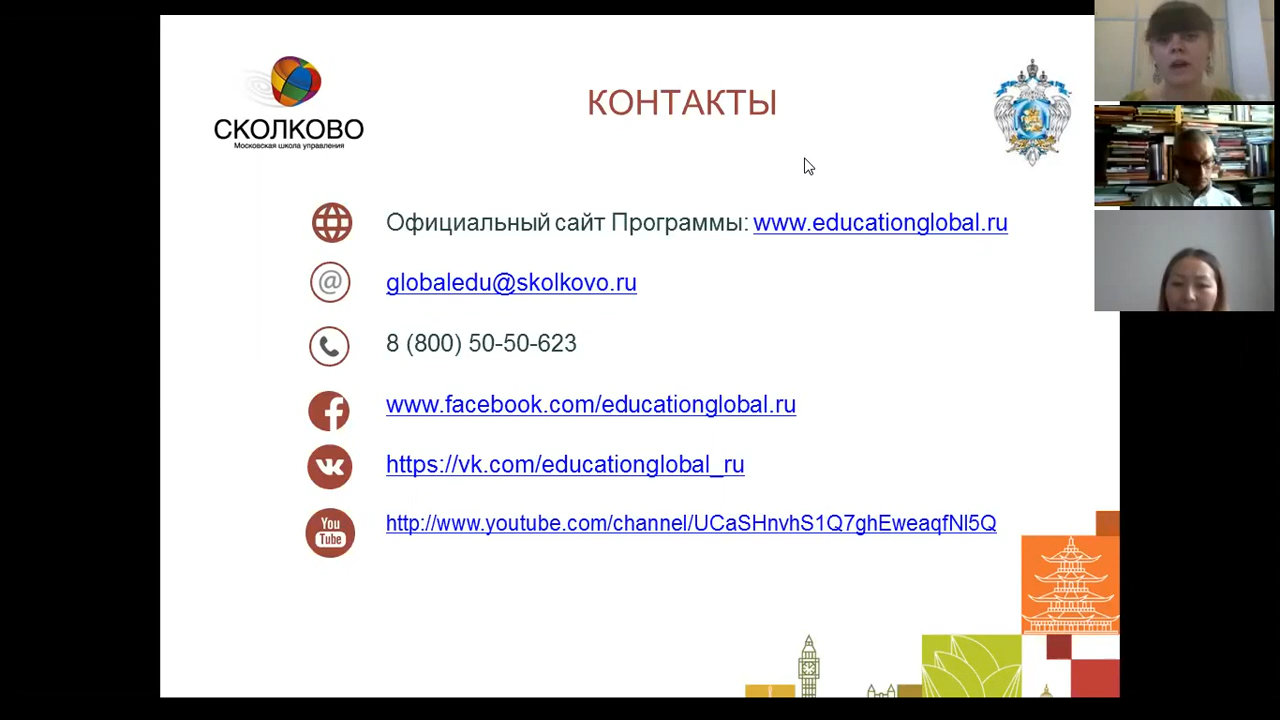 СКОЛКОВО
Московская школа управления
КОНТАКТЫ
Официальный сайт Программы: www.educationglobal.ru
@
globaledu@skolkovo.ru
8 (800) 50-50-623
f
www.facebook.com/educationglobal.ru
https://vk.com/educationglobal_ru
You
Tube
http://www.youtube.com/channel/UCaSHnvhS1Q7ghEweaqfNl5Q